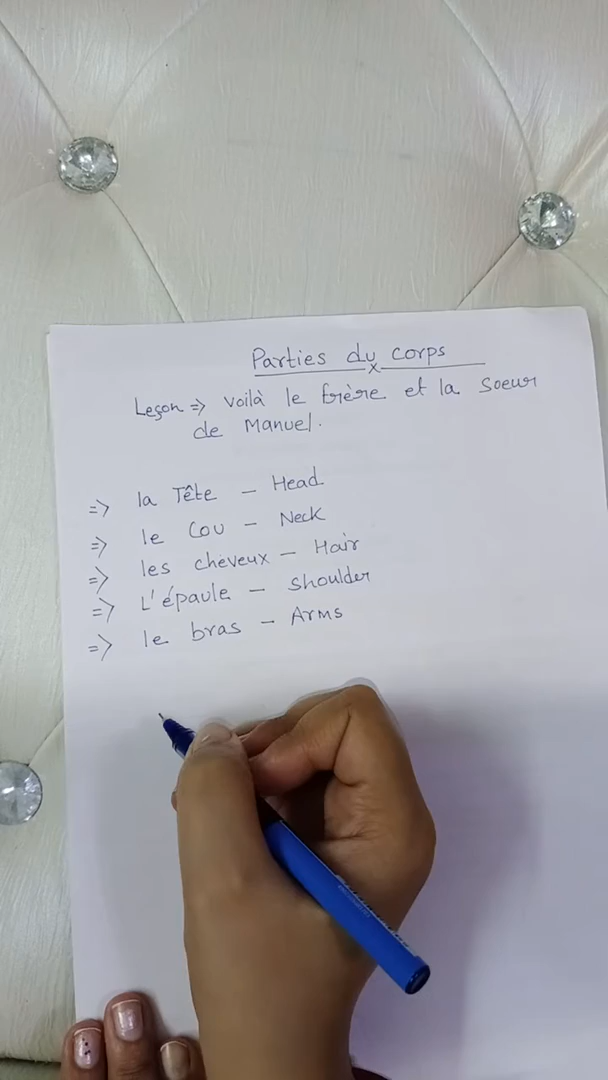 Parties du corps
x
Leçon => Voilà le frère et la Soeur
de Manuel.
=> la Tête - Head
=> le Cou - Neck
=> les cheveux - Hair
=> L'épaule - Shoulder
=> le bras - Arms